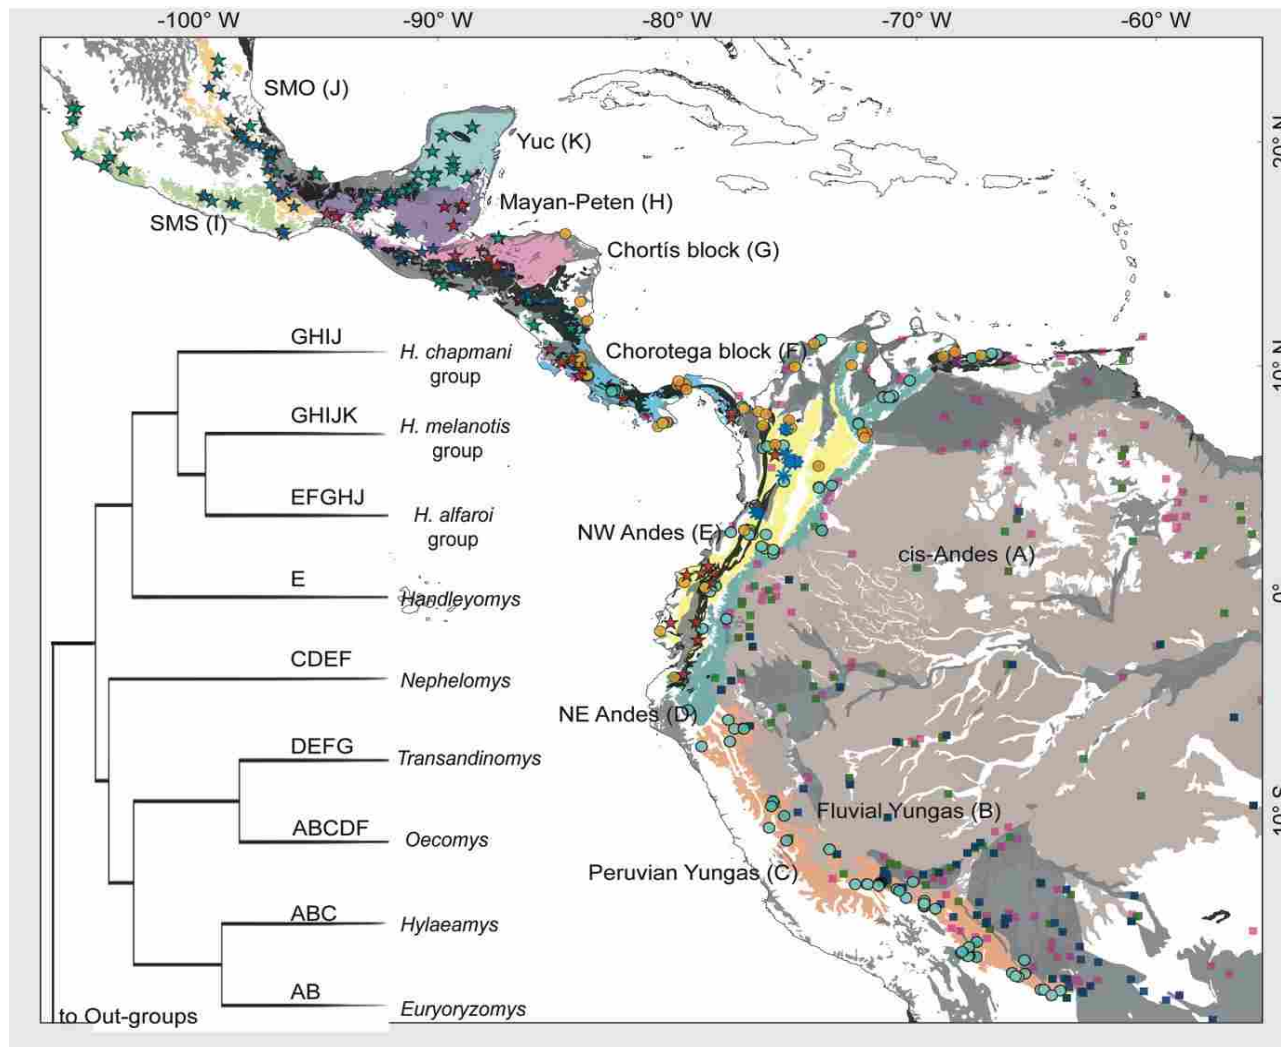 -100° W
-90° W
-80° W
-70° W
-60° W
SMO (J)
Yuc (K)
20°N
Mayan-Peten (H)
SMS (I)
Chortís block (G)
GHIJ
H. chapmani
group
Chorotega block (F)
10° N
GHIJK
H. melanotis
group
EFGHJ
H. alfaroi
group
NW Andes (E)
cis-Andes (A)
E
Handleyomys
0°
CDEF
Nephelomys
NE Andes (D)
DEFG
Transandinomys
ABCDF
Oecomys
Fluvial Yungas (B)
10° S
Peruvian Yungas (C)
ABC
Hylaeamys
AB
Euryoryzomys
to Out-groups